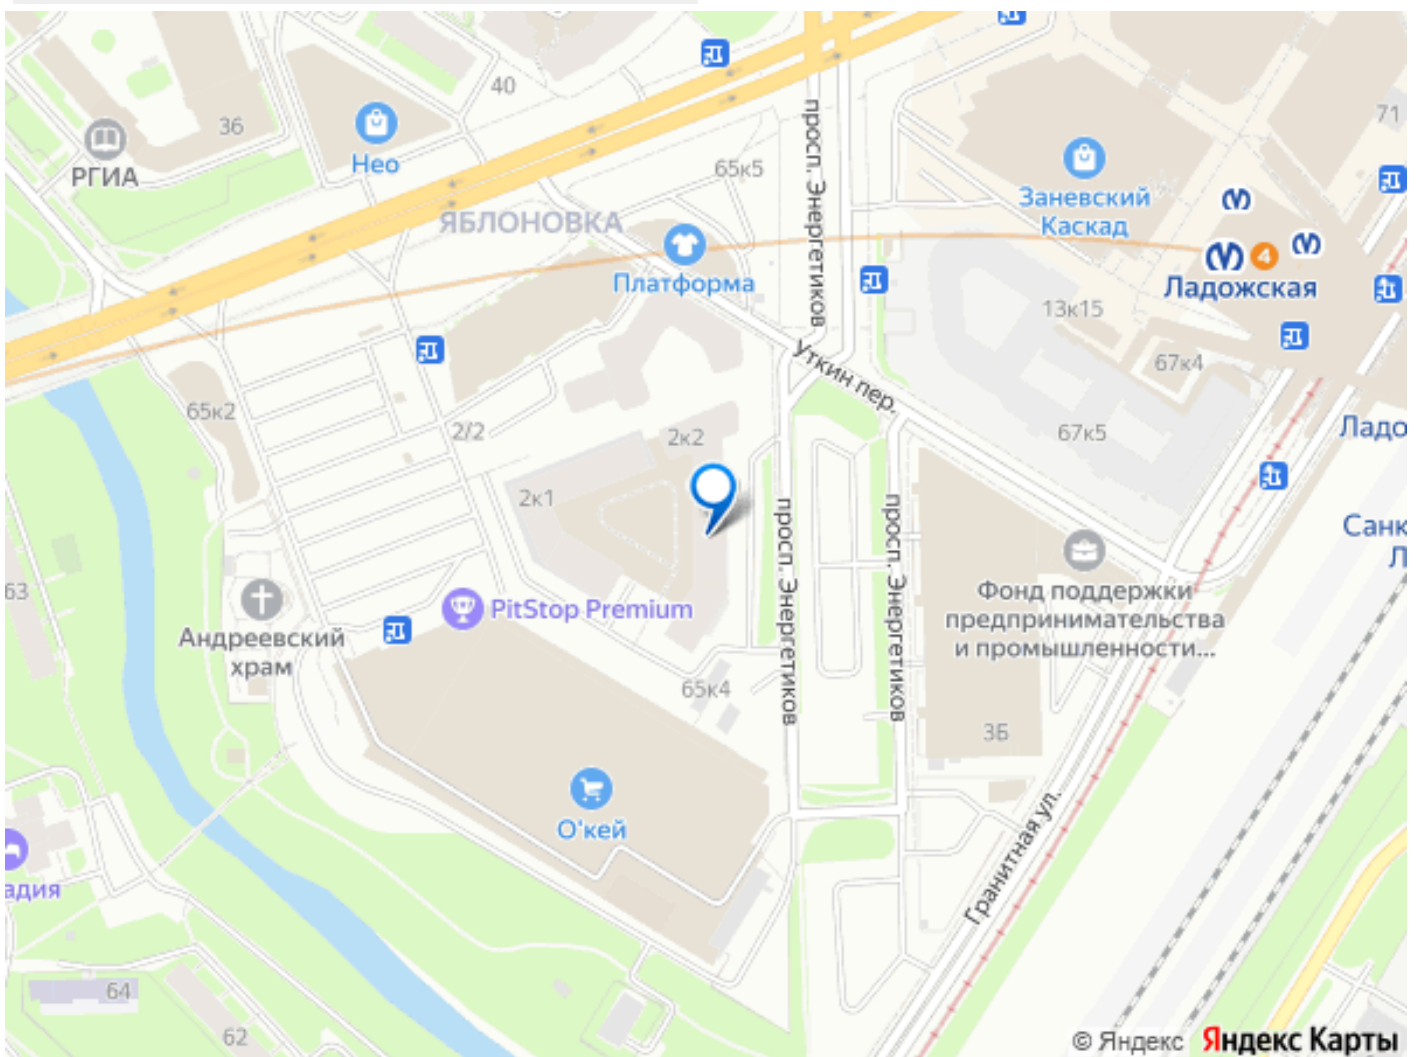 40
36
71
РГИА
Нео
65к5
просп. Энергетиков
Заневский
Каскад
ЯБЛОНОВКА
Платформа
4
Ладожская
13к15
67к4
Уткин пер.
65к2
2/2
2к2
67к5
Ладо
2к1
просп. Энергетиков
просп. Энергетиков
Санк
Л
63
PitStop Premium
Фонд поддержки
предпринимательства
и промышленности...
Андреевский
храм
65к4
3Б
О'кей
Гранитная ул.
адия
64
62
© Яндекс Яндекс Карты